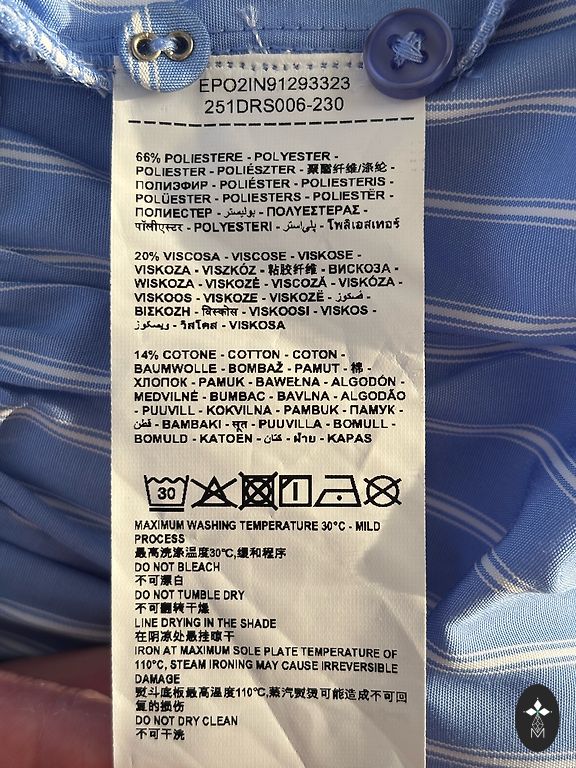 EPO2IN91293323
251DRS006-230
66% POLIESTERE - POLYESTER -
POLIESTER - POLIÉSZTER - 聚酯纤维/涤纶 -
ПОЛИЭФИР - POLIÉSTER - POLIESTERIS -
POLÜESTER - POLIESTERS - POLIESTËR -
ПОЛИЕСТЕР - بوليستر - ΠΟΛΥΕΣΤΕΡΑΣ -
पॉलीएस्टर - POLYESTERI - پلی‌استر - โพลิเอสเทอร์
20% VISCOSA - VISCOSE - VISKOSE -
VISKOZA - VISZKÓZ - 粘胶纤维 - ВИСКОЗА -
WISKOZA - VISKOZĖ - VISCOZĂ - VISKÓZA -
VISKOOS - VISKOZE - VISKOZË - فسكوز -
ΒΙΣΚΟΖΗ - विस्कोस - VISKOOSI - VISKOS -
ویسکوز - วิสโคส - VISKOSA
14% COTONE - COTTON - COTON -
BAUMWOLLE - BOMBAŽ - PAMUT - 棉 -
ХЛОПОК - PAMUK - BAWEŁNA - ALGODÓN -
MEDVILNĖ - BUMBAC - BAVLNA - ALGODÃO
- PUUVILL - KOKVILNA - PAMBUK - ПАМУК -
قطن - BAMBAKI - सूत - PUUVILLA - BOMULL -
BOMULD - KATOEN - کتان - ฝ้าย - KAPAS
30
MAXIMUM WASHING TEMPERATURE 30°C - MILD
PROCESS
最高洗涤温度30℃,缓和程序
DO NOT BLEACH
不可漂白
DO NOT TUMBLE DRY
不可翻转干燥
LINE DRYING IN THE SHADE
在阴凉处悬挂晾干
IRON AT MAXIMUM SOLE PLATE TEMPERATURE OF
110°C, STEAM IRONING MAY CAUSE IRREVERSIBLE
DAMAGE
熨斗底板最高温度110℃,蒸汽熨烫可能造成不可回
复的损伤
DO NOT DRY CLEAN
不可干洗
M